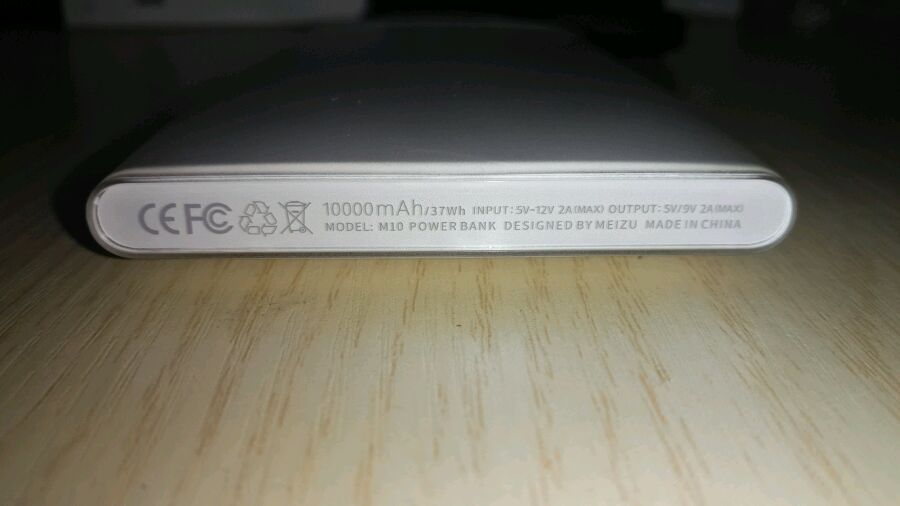 CE FC 10000mAh/37Wh INPUT: 5V-12V 2A(MAX) OUTPUT: 5V/9V 2A(MAX)
MODEL: M10 POWER BANK DESIGNED BY MEIZU MADE IN CHINA